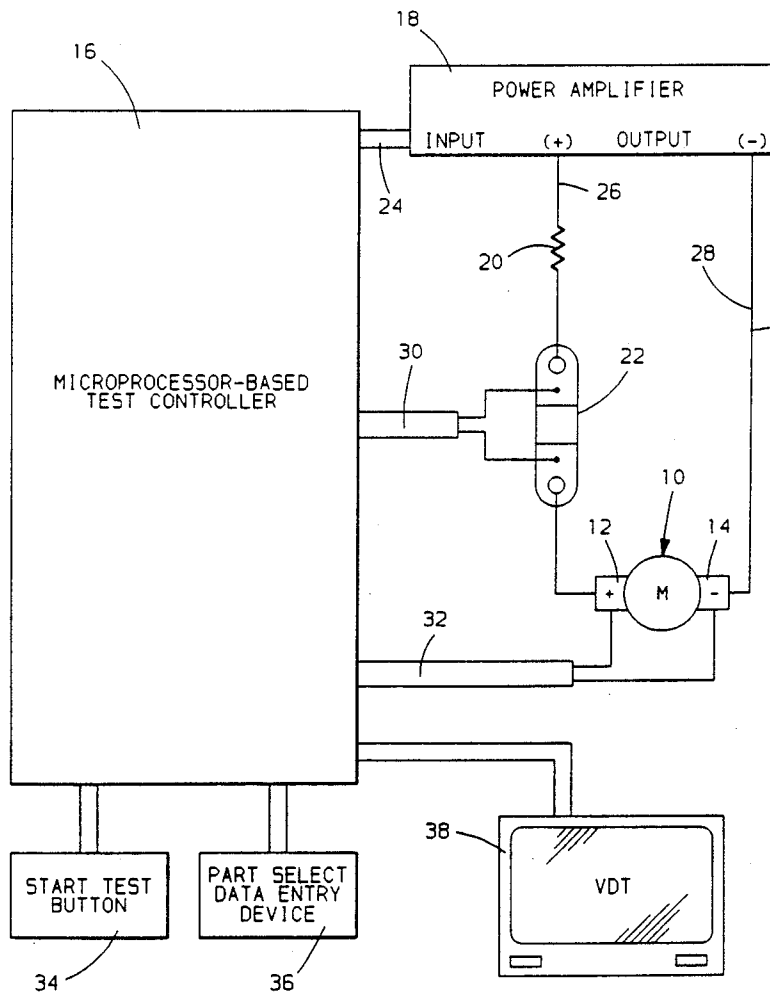 16
18
POWER AMPLIFIER
INPUT (+) OUTPUT (-)
24
26
20
28
22
MICROPROCESSOR-BASED
TEST CONTROLLER
30
10
12
14
+ M -
32
38
VDT
START TEST
BUTTON
PART SELECT
DATA ENTRY
DEVICE
34
36